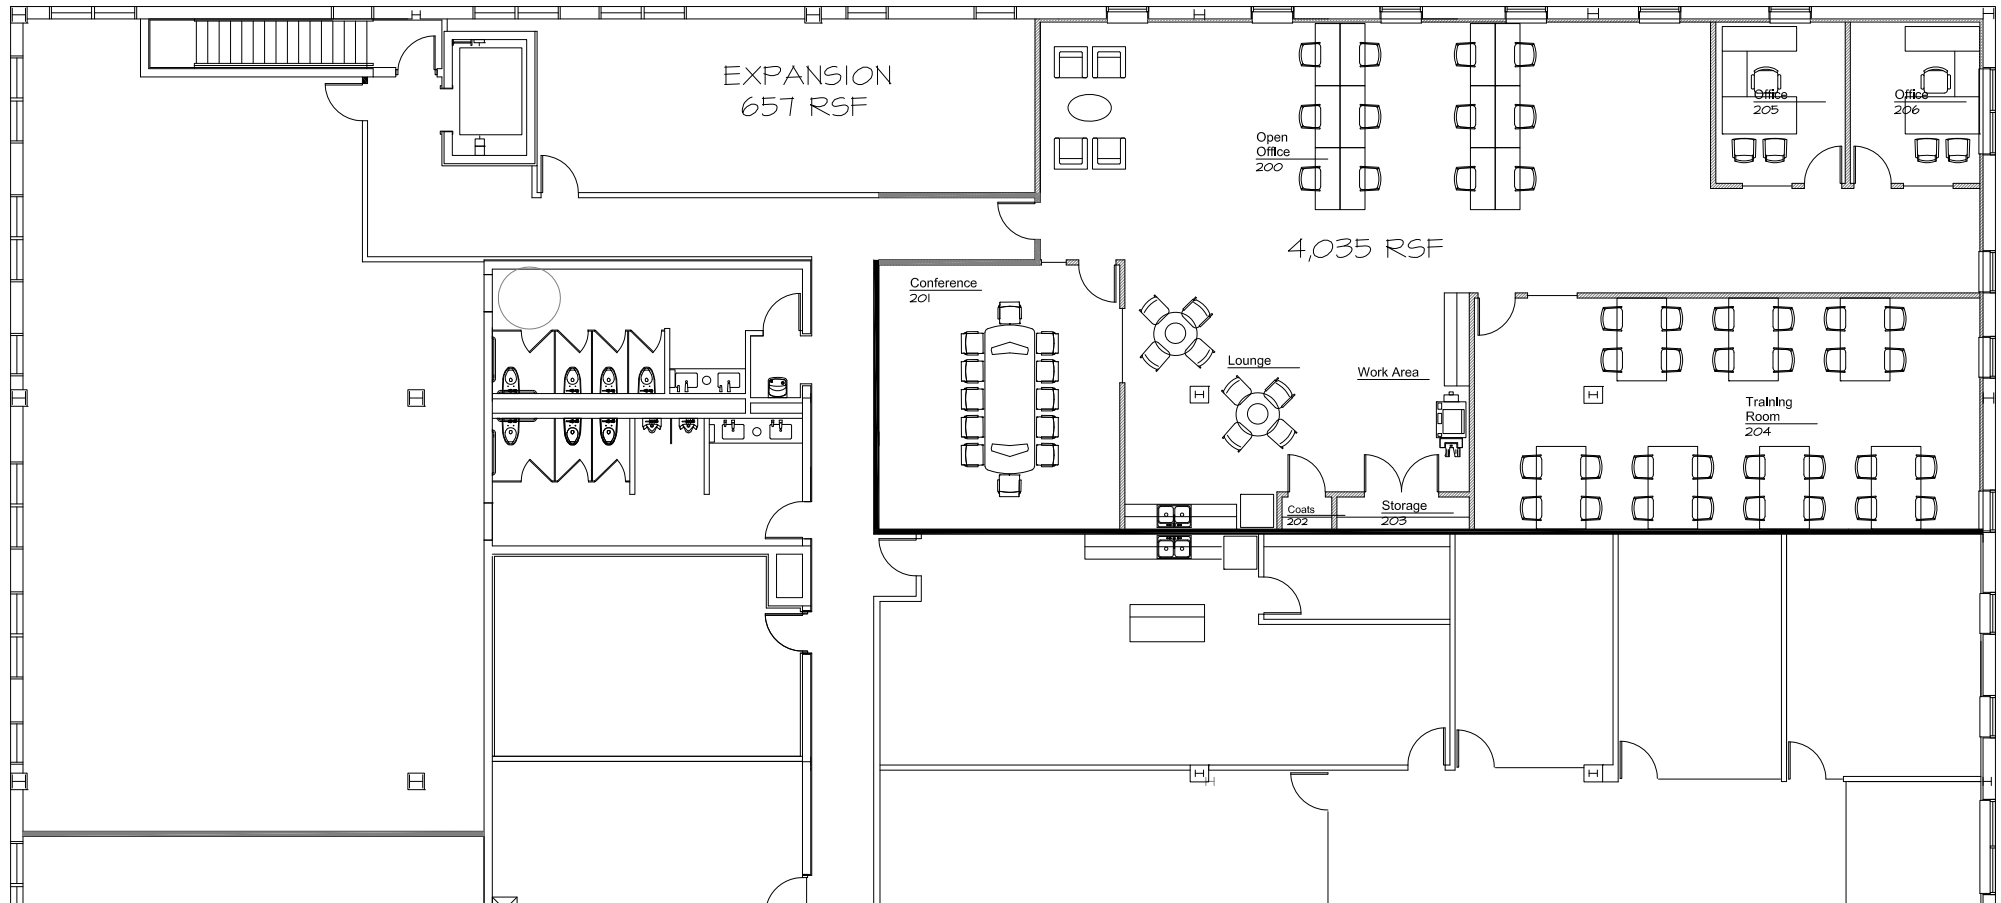 EXPANSION
657 RSF
Open
Office
200
Office
205
Office
206
4,035 RSF
Conference
201
Lounge
Work Area
Training
Room
204
Coats
202
Storage
203